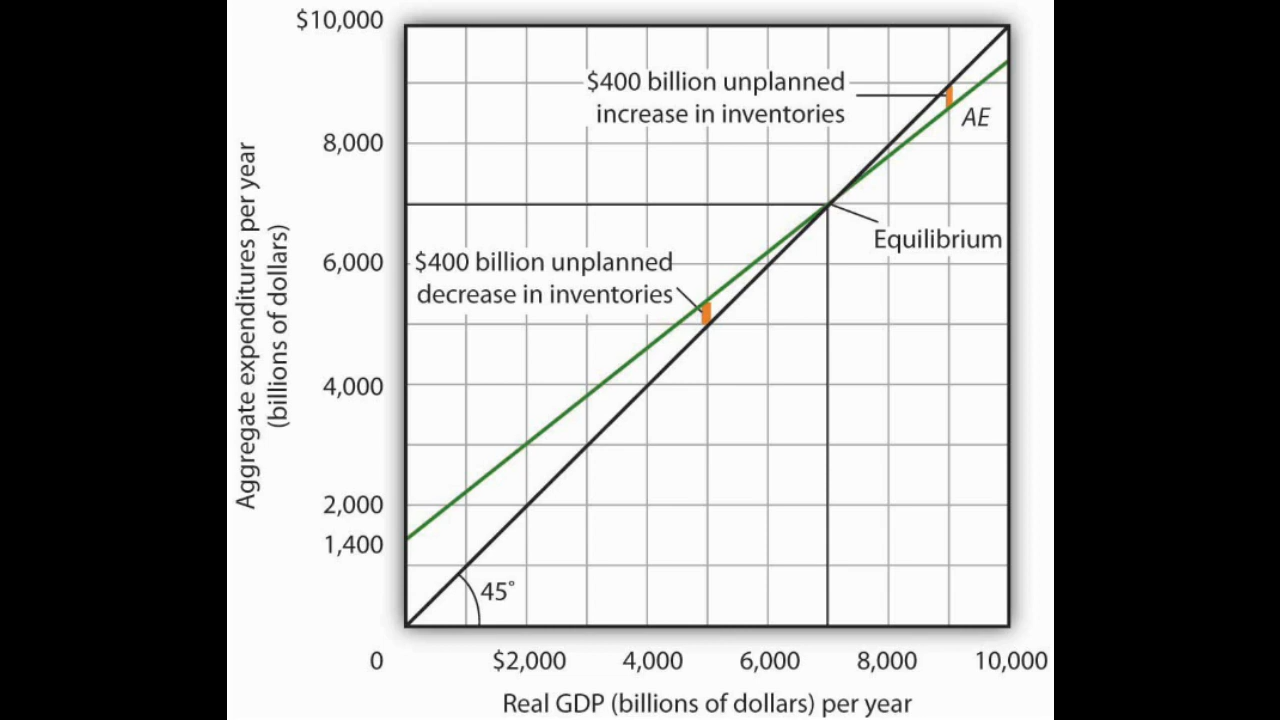 $10,000
8,000
6,000
4,000
2,000
1,400
0
Aggregate expenditures per year
(billions of dollars)
$400 billion unplanned
increase in inventories
AE
Equilibrium
$400 billion unplanned
decrease in inventories
45°
$2,000
4,000
6,000
8,000
10,000
Real GDP (billions of dollars) per year